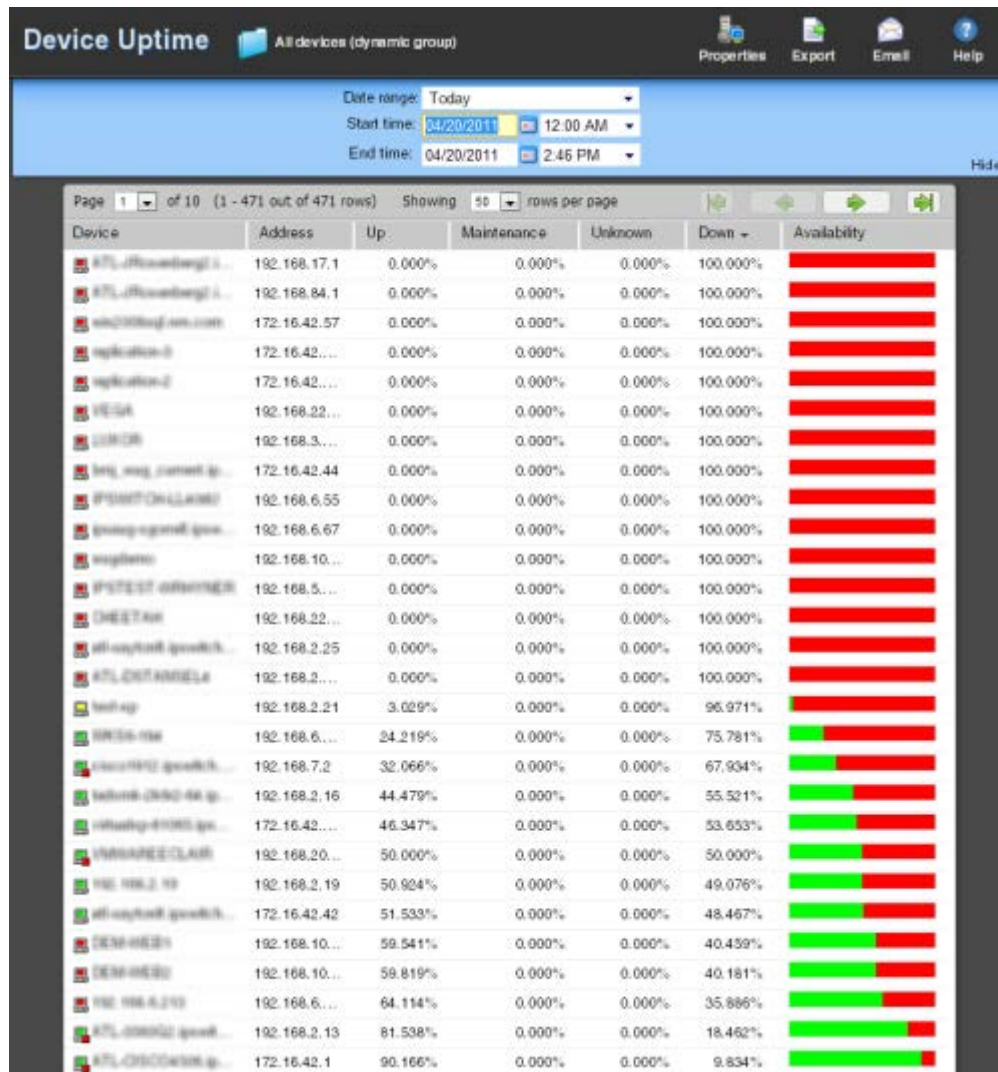 Device Uptime All devices (dynamic group) Properties Export Email Help
Date range: Today
Start time: 04/20/2011 12:00 AM
End time: 04/20/2011 2:46 PM
Hide
Page 1 of 10 (1 - 471 out of 471 rows) Showing 50 rows per page
Device Address Up Maintenance Unknown Down Availability
192.168.17.1 0.000% 0.000% 0.000% 100.000%
192.168.84.1 0.000% 0.000% 0.000% 100.000%
172.16.42.57 0.000% 0.000% 0.000% 100.000%
172.16.42.... 0.000% 0.000% 0.000% 100.000%
172.16.42.... 0.000% 0.000% 0.000% 100.000%
192.168.22... 0.000% 0.000% 0.000% 100.000%
192.168.3.... 0.000% 0.000% 0.000% 100.000%
172.16.42.44 0.000% 0.000% 0.000% 100.000%
192.168.6.55 0.000% 0.000% 0.000% 100.000%
192.168.6.67 0.000% 0.000% 0.000% 100.000%
192.168.10... 0.000% 0.000% 0.000% 100.000%
192.168.5.... 0.000% 0.000% 0.000% 100.000%
192.168.22... 0.000% 0.000% 0.000% 100.000%
192.168.2.25 0.000% 0.000% 0.000% 100.000%
192.168.2.... 0.000% 0.000% 0.000% 100.000%
192.168.2.21 3.029% 0.000% 0.000% 96.971%
192.168.6.... 24.219% 0.000% 0.000% 75.781%
192.168.7.2 32.066% 0.000% 0.000% 67.934%
192.168.2.16 44.479% 0.000% 0.000% 55.521%
172.16.42.... 46.347% 0.000% 0.000% 53.653%
192.168.20... 50.000% 0.000% 0.000% 50.000%
192.168.2.19 50.924% 0.000% 0.000% 49.076%
172.16.42.42 51.533% 0.000% 0.000% 48.467%
192.168.10... 59.541% 0.000% 0.000% 40.459%
192.168.10... 59.819% 0.000% 0.000% 40.181%
192.168.6.... 64.114% 0.000% 0.000% 35.886%
192.168.2.13 81.538% 0.000% 0.000% 18.462%
172.16.42.1 90.166% 0.000% 0.000% 9.834%